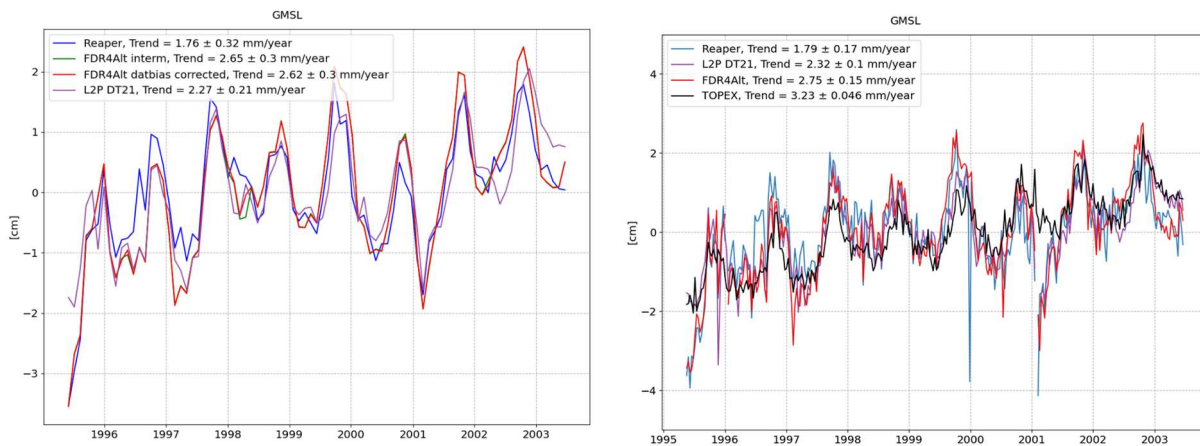 GMSL
Reaper, Trend = 1.76 ± 0.32 mm/year
FDR4Alt interm, Trend = 2.65 ± 0.3 mm/year
FDR4Alt datbias corrected, Trend = 2.62 ± 0.3 mm/year
L2P DT21, Trend = 2.27 ± 0.21 mm/year
2
1
0
−1
−2
−3
[cm]
1996 1997 1998 1999 2000 2001 2002 2003
GMSL
Reaper, Trend = 1.79 ± 0.17 mm/year
L2P DT21, Trend = 2.32 ± 0.1 mm/year
FDR4Alt, Trend = 2.75 ± 0.15 mm/year
TOPEX, Trend = 3.23 ± 0.046 mm/year
4
2
0
−2
−4
[cm]
1995 1996 1997 1998 1999 2000 2001 2002 2003